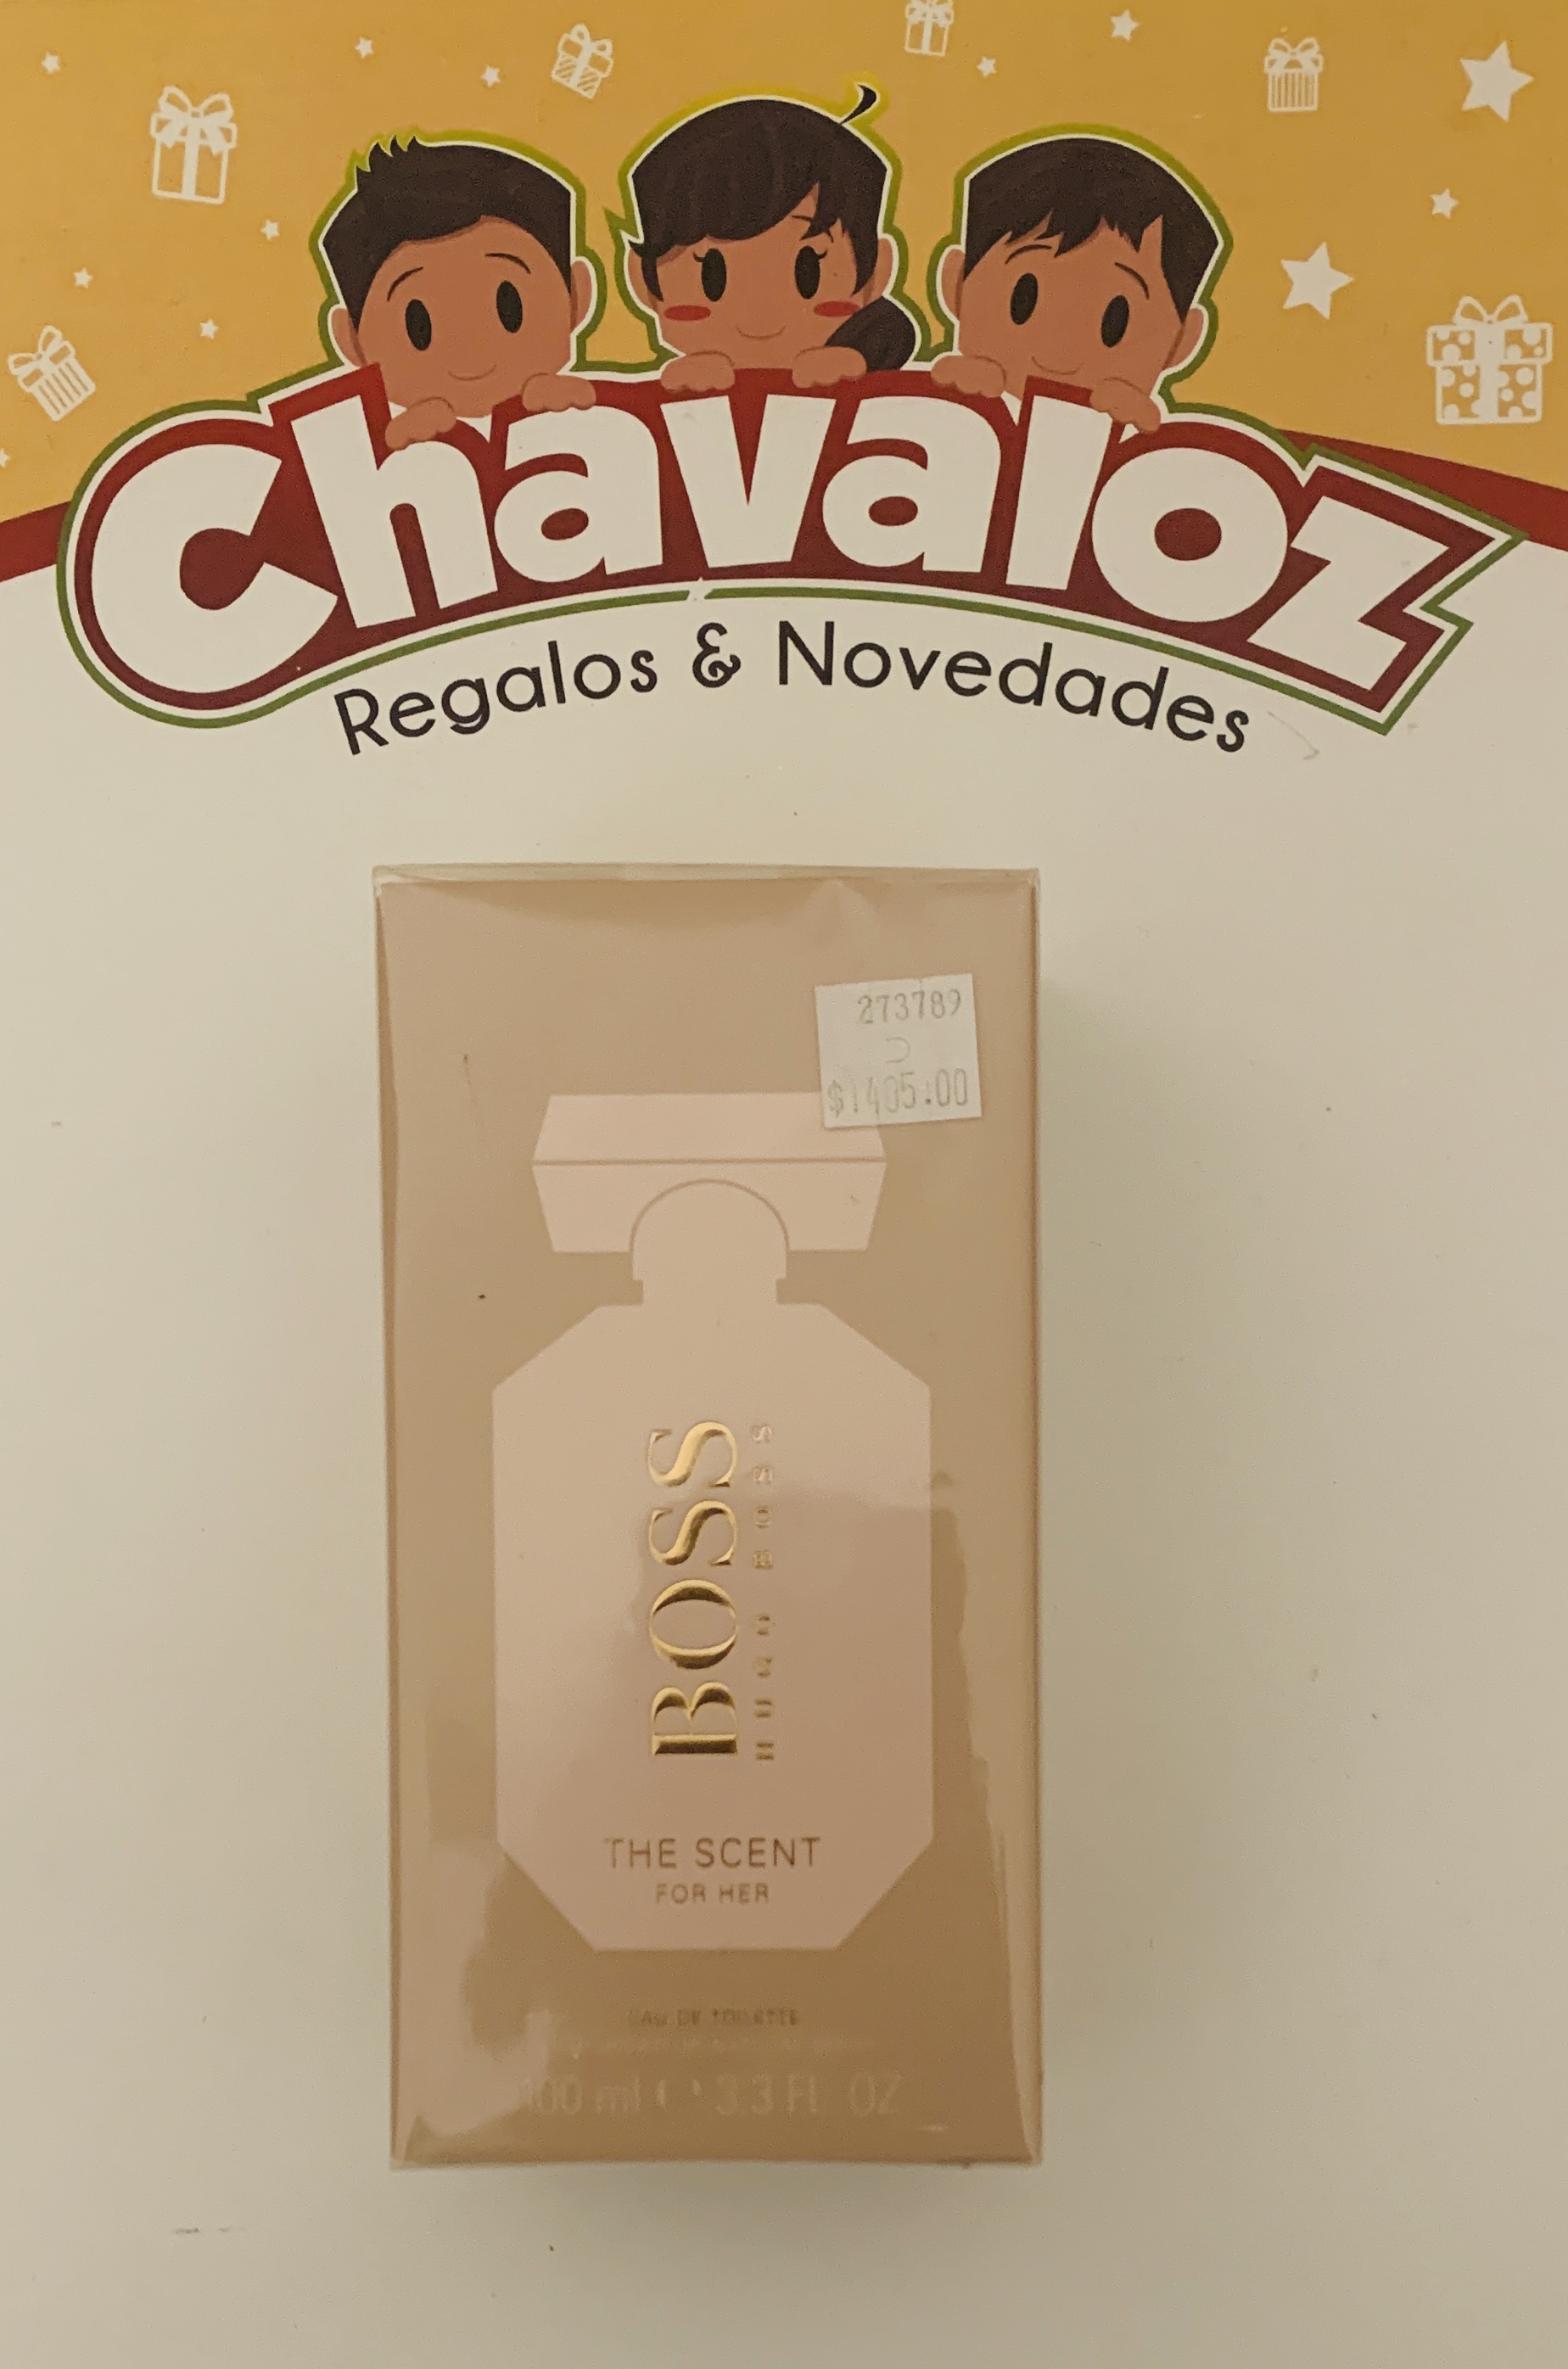 Chavaloz
Regalos & Novedades
273789
$1405.00
BOSS
HUGO BOSS
THE SCENT
FOR HER
EAU DE TOILETTE
100 ml ℮ 3.3 FL OZ